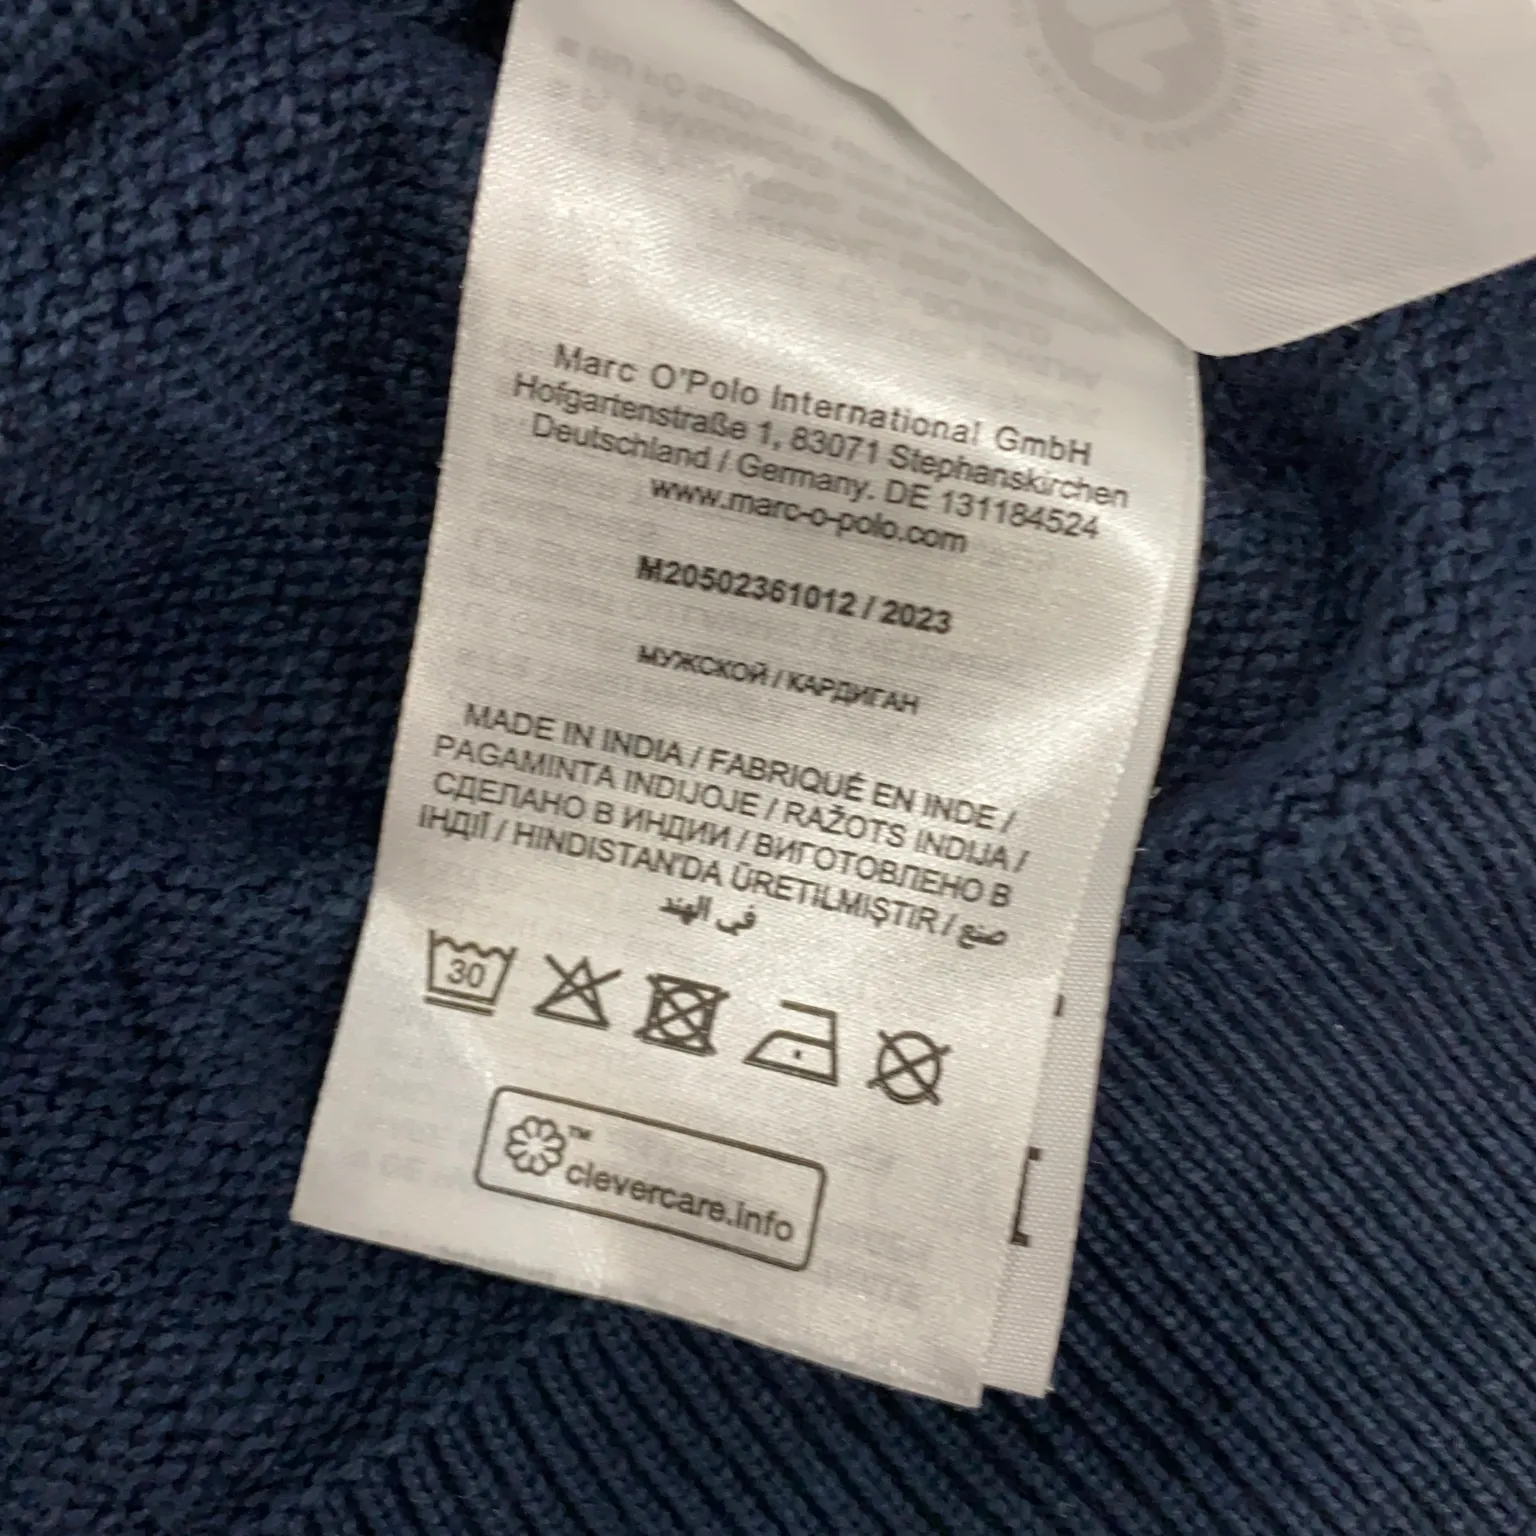 Marc O'Polo International GmbH
Hofgartenstraße 1, 83071 Stephanskirchen
Deutschland / Germany. DE 131184524
www.marc-o-polo.com
M20502361012 / 2023
МУЖСКОЙ / КАРДИГАН
MADE IN INDIA / FABRIQUÉ EN INDE /
PAGAMINTA INDIJOJE / RAŽOTS INDIJA /
СДЕЛАНО В ИНДИИ / ВИГОТОВЛЕНО В
ІНДІЇ / HINDISTAN'DA ÜRETILMIŞTIR / صنع
في الهند
30
™
clevercare.info